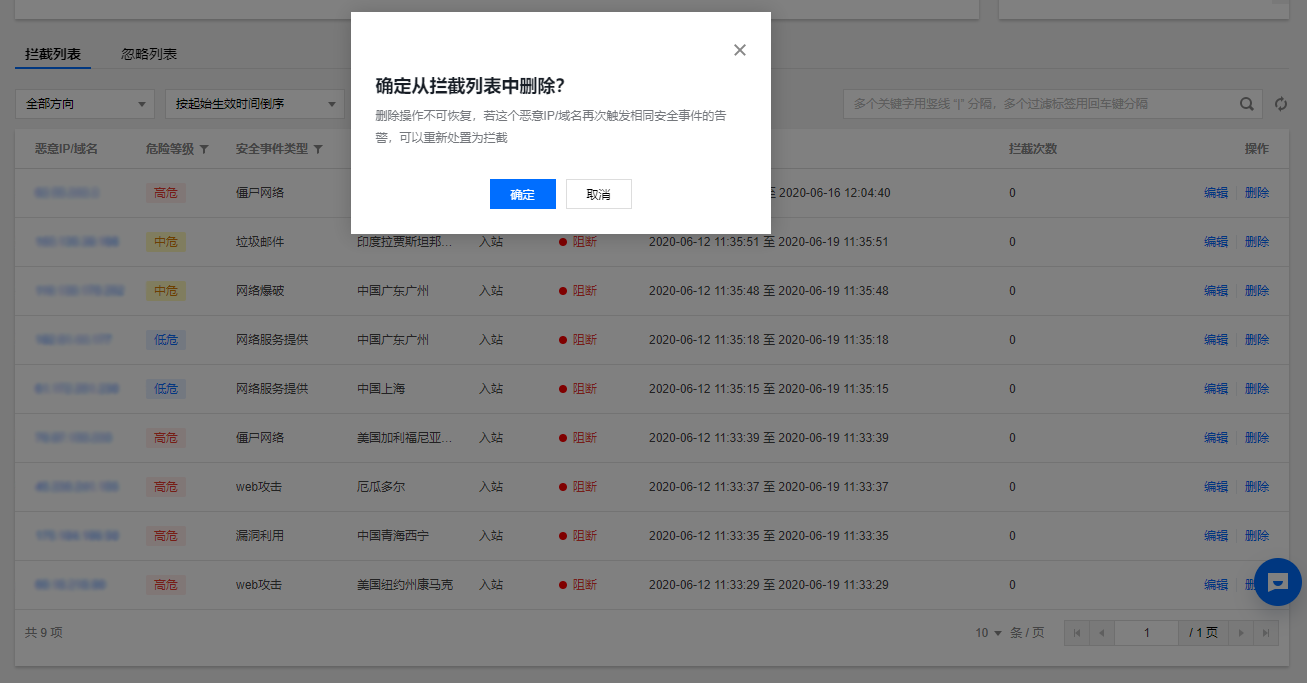 拦截列表 忽略列表
确定从拦截列表中删除？
删除操作不可恢复，若这个恶意IP/域名再次触发相同安全事件的告
警，可以重新处置为拦截
确定 取消
全部方向 按起始生效时间倒序 多个关键字用竖线 "|" 分隔，多个过滤标签用回车键分隔
恶意IP/域名 危险等级 安全事件类型 拦截次数 操作
高危 僵尸网络 至 2020-06-16 12:04:40 0 编辑 删除
中危 垃圾邮件 印度拉贾斯坦邦... 入站 阻断 2020-06-12 11:35:51 至 2020-06-19 11:35:51 0 编辑 删除
中危 网络爆破 中国广东广州 入站 阻断 2020-06-12 11:35:48 至 2020-06-19 11:35:48 0 编辑 删除
低危 网络服务提供 中国广东广州 入站 阻断 2020-06-12 11:35:18 至 2020-06-19 11:35:18 0 编辑 删除
低危 网络服务提供 中国上海 入站 阻断 2020-06-12 11:35:15 至 2020-06-19 11:35:15 0 编辑 删除
高危 僵尸网络 美国加利福尼亚... 入站 阻断 2020-06-12 11:33:39 至 2020-06-19 11:33:39 0 编辑 删除
高危 web攻击 厄瓜多尔 入站 阻断 2020-06-12 11:33:37 至 2020-06-19 11:33:37 0 编辑 删除
高危 漏洞利用 中国青海西宁 入站 阻断 2020-06-12 11:33:35 至 2020-06-19 11:33:35 0 编辑 删除
高危 web攻击 美国纽约州康马克 入站 阻断 2020-06-12 11:33:29 至 2020-06-19 11:33:29 0 编辑
共 9 项 10 条 / 页 1 / 1 页